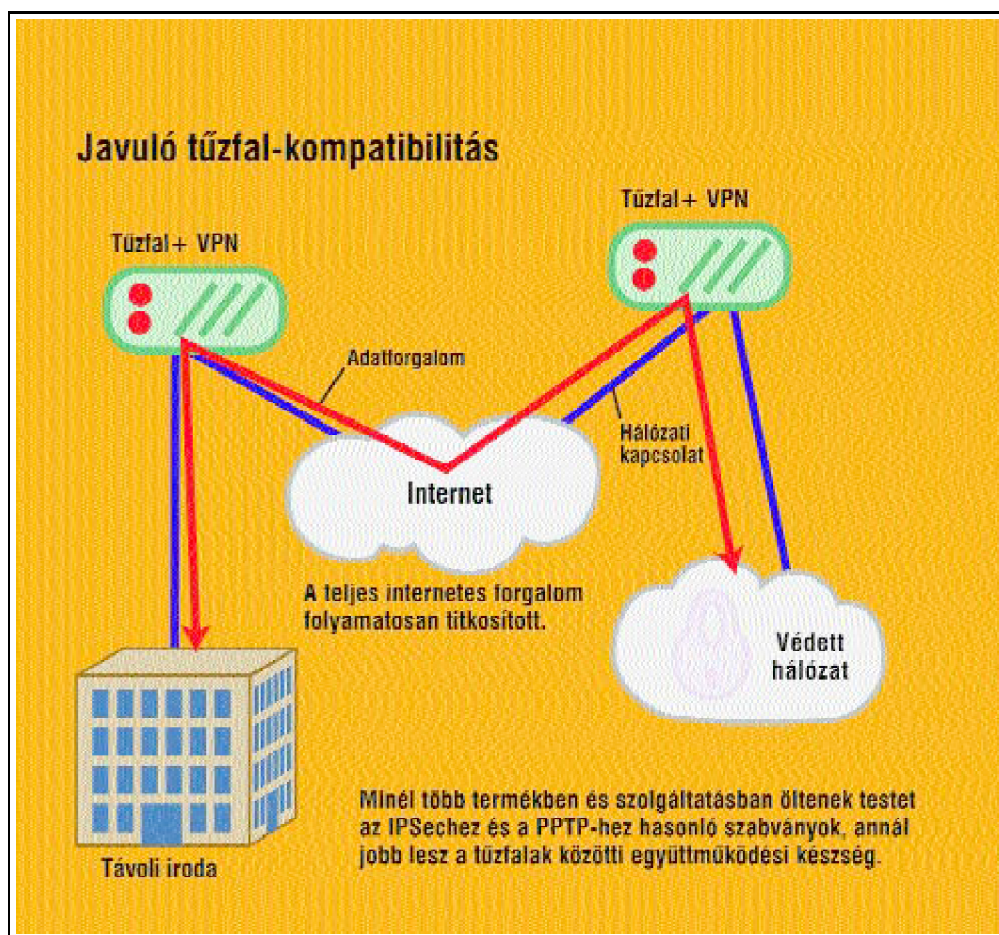 Javuló tűzfal-kompatibilitás
Tűzfal+ VPN
Tűzfal+ VPN
Adatforgalom
Hálózati
kapcsolat
Internet
A teljes internetes forgalom
folyamatosan titkosított.
Védett
hálózat
Távoli iroda
Minél több termékben és szolgáltatásban öltenek testet
az IPSechez és a PPTP-hez hasonló szabványok, annál
jobb lesz a tűzfalak közötti együttműködési készség.